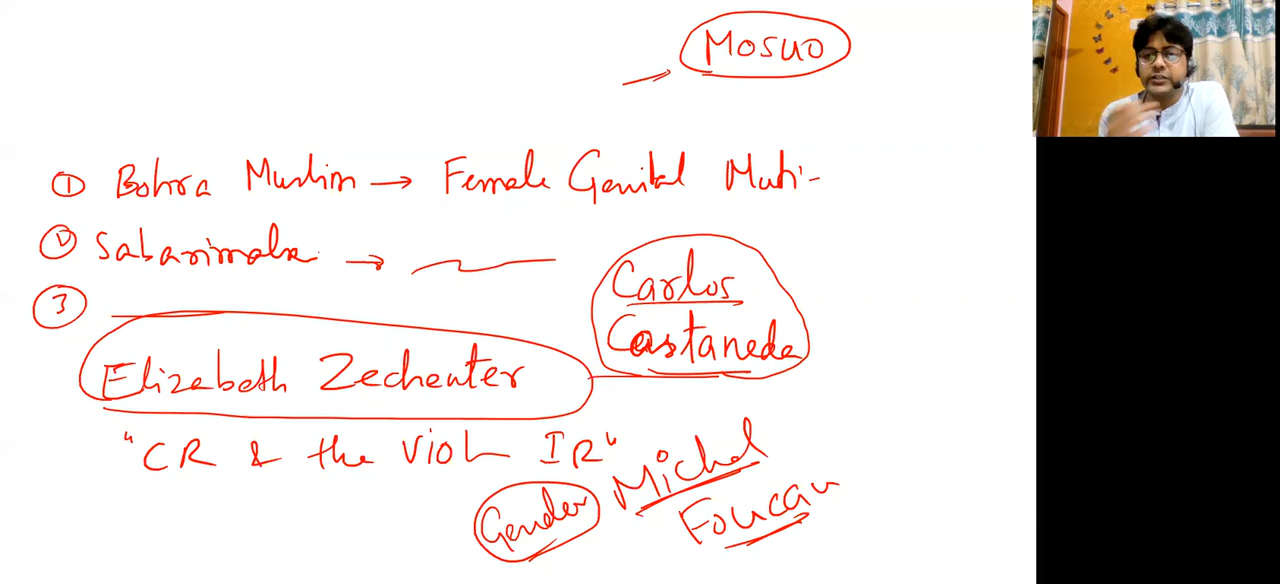 Mosuo
① Bohra Muslim → Female Genital Muti-
② Sabarimala →
③
Carlos
Castaneda
Elizabeth Zechenter
"CR & the Viol IR"
Gender
Michel
Foucau